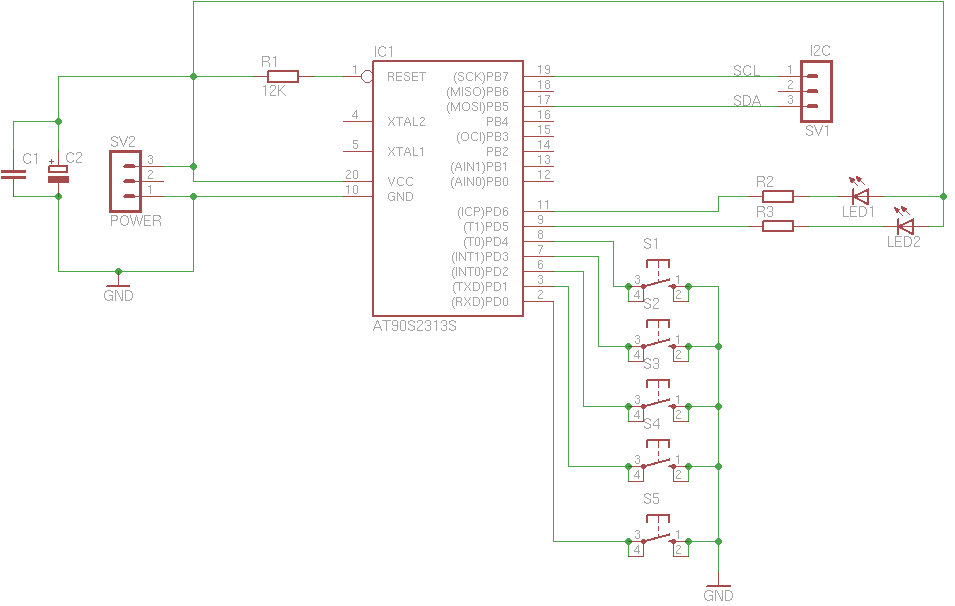 IC1
R1
12K
1 RESET
4 XTAL2
5 XTAL1
20 VCC
10 GND
(SCK)PB7 19
(MISO)PB6 18
(MOSI)PB5 17
PB4 16
(OCI)PB3 15
PB2 14
(AIN1)PB1 13
(AIN0)PB0 12
(ICP)PD6 11
(T1)PD5 9
(T0)PD4 8
(INT1)PD3 7
(INT0)PD2 6
(TXD)PD1 3
(RXD)PD0 2
AT90S2313S
C1
+ C2
SV2
3
2
1
POWER
GND
I2C
SCL 1
2
SDA 3
SV1
R2
LED1
R3
LED2
S1
3 1
4 2
S2
3 1
4 2
S3
3 1
4 2
S4
3 1
4 2
S5
3 1
4 2
GND